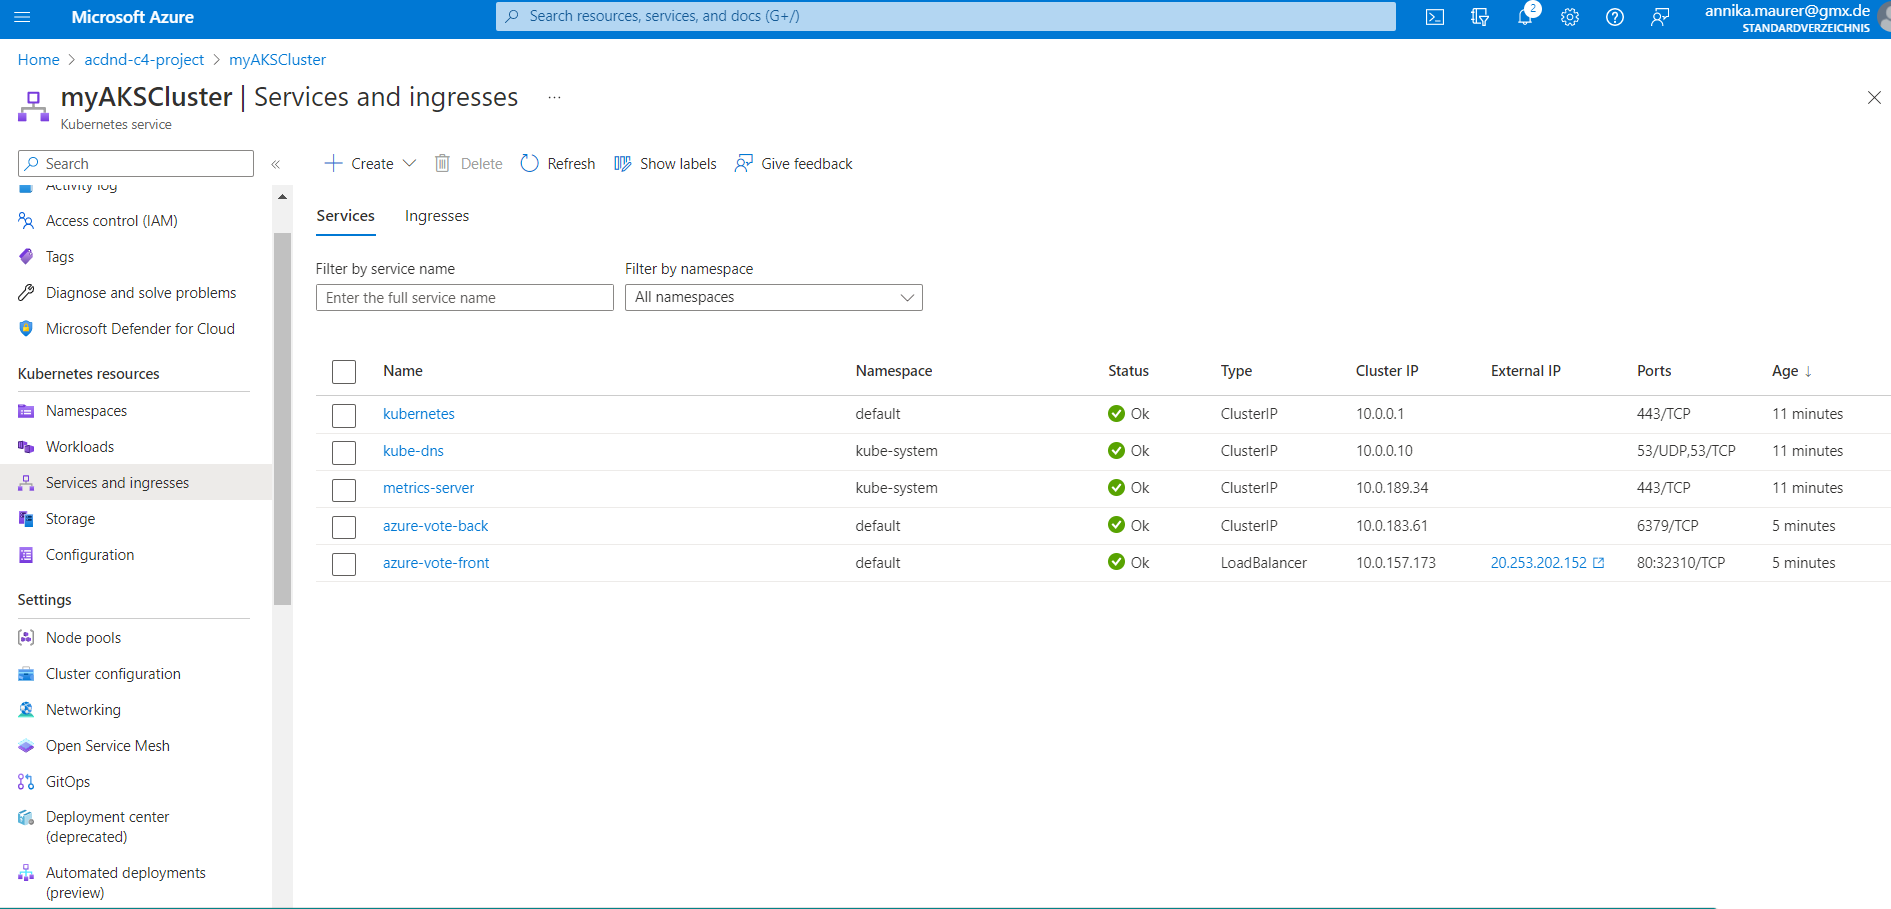 Microsoft Azure
Search resources, services, and docs (G+/)
2
annika.maurer@gmx.de
STANDARDVERZEICHNIS
Home > acdnd-c4-project > myAKSCluster
myAKSCluster | Services and ingresses ...
Kubernetes service
Search «
Create Delete Refresh Show labels Give feedback
Activity log
Access control (IAM)
Tags
Diagnose and solve problems
Microsoft Defender for Cloud
Kubernetes resources
Namespaces
Workloads
Services and ingresses
Storage
Configuration
Settings
Node pools
Cluster configuration
Networking
Open Service Mesh
GitOps
Deployment center
(deprecated)
Automated deployments
(preview)
Services Ingresses
Filter by service name Filter by namespace
Enter the full service name All namespaces
Name Namespace Status Type Cluster IP External IP Ports Age ↓
kubernetes default Ok ClusterIP 10.0.0.1 443/TCP 11 minutes
kube-dns kube-system Ok ClusterIP 10.0.0.10 53/UDP,53/TCP 11 minutes
metrics-server kube-system Ok ClusterIP 10.0.189.34 443/TCP 11 minutes
azure-vote-back default Ok ClusterIP 10.0.183.61 6379/TCP 5 minutes
azure-vote-front default Ok LoadBalancer 10.0.157.173 20.253.202.152 80:32310/TCP 5 minutes